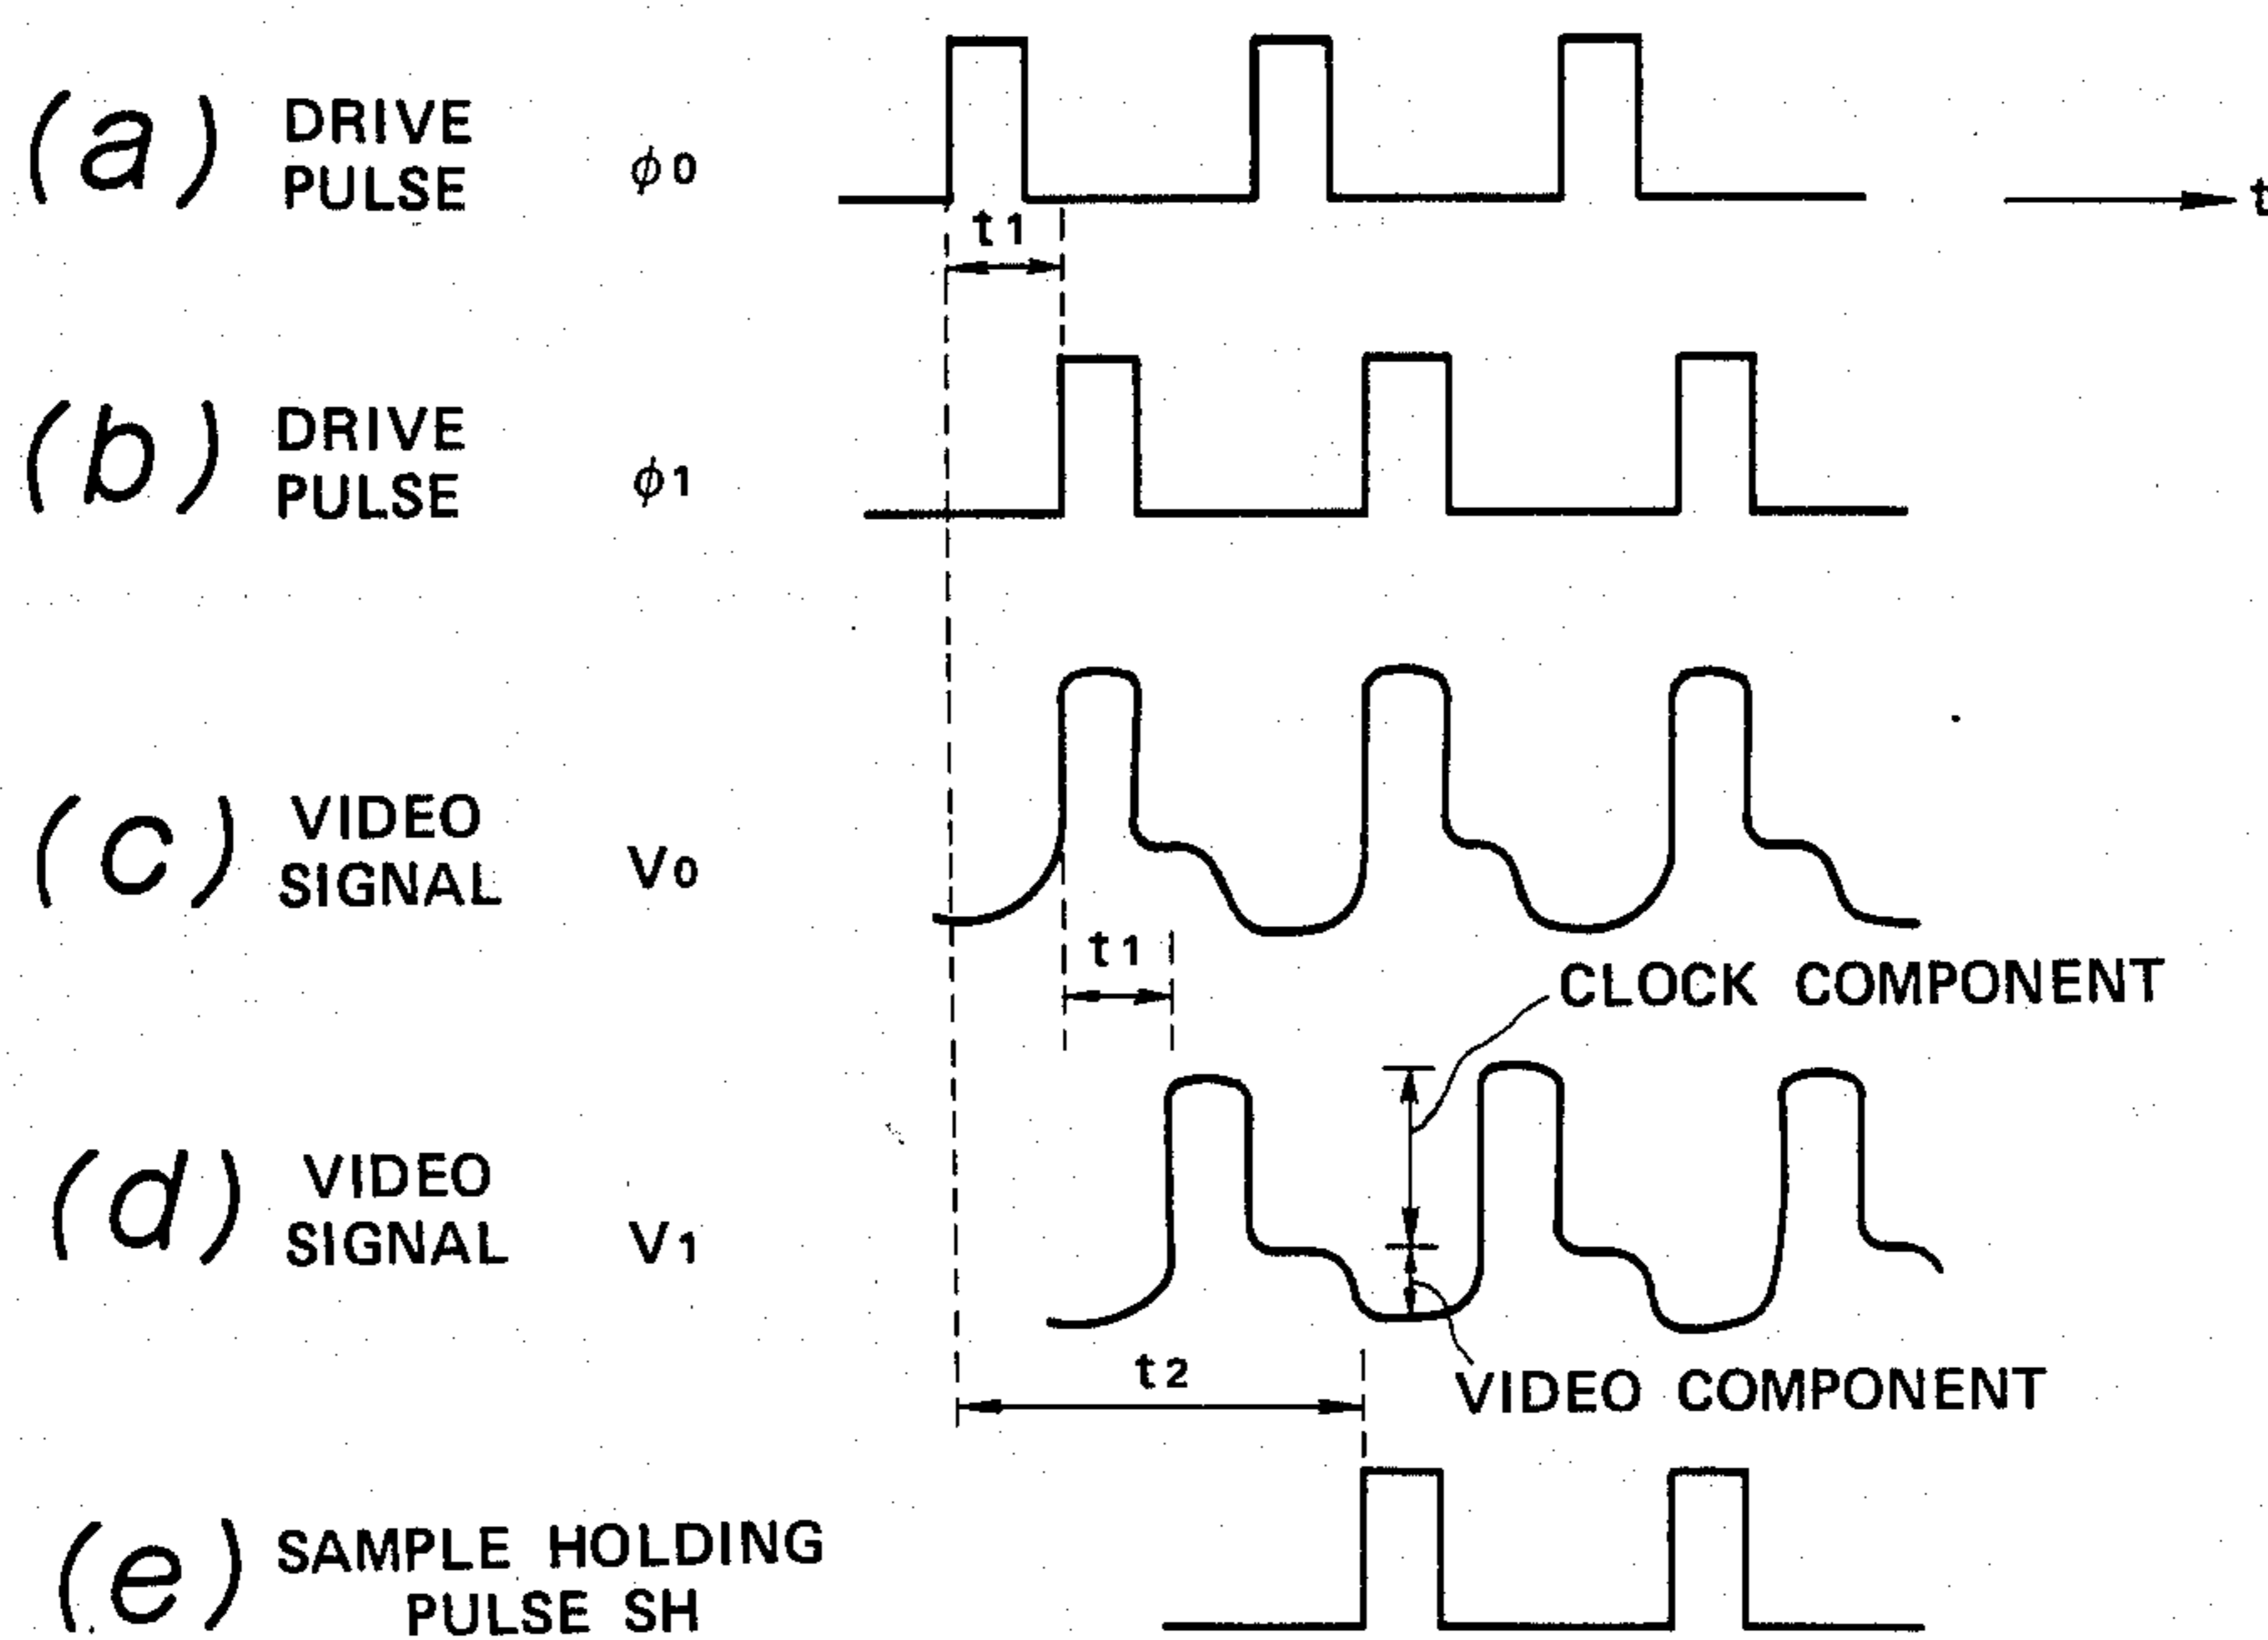 (a) DRIVE
PULSE φ0
t
t1
(b) DRIVE
PULSE φ1
(c) VIDEO
SIGNAL V0
t1
CLOCK COMPONENT
(d) VIDEO
SIGNAL V1
t2
VIDEO COMPONENT
(e) SAMPLE HOLDING
PULSE SH